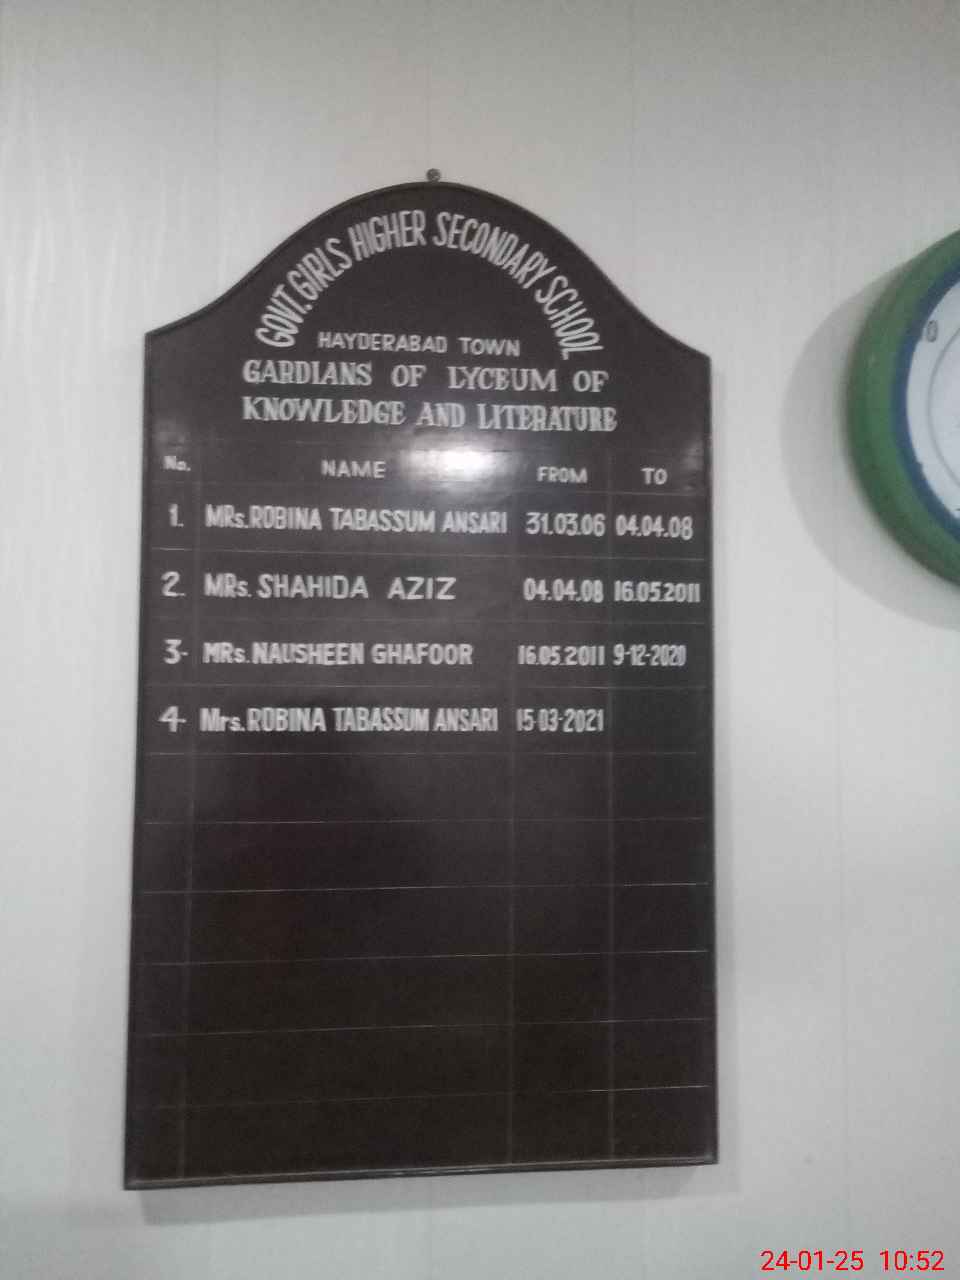 GOVT. GIRLS HIGHER SECONDARY SCHOOL
HAYDERABAD TOWN
GARDIANS OF LYCEUM OF
KNOWLEDGE AND LITERATURE
No. NAME FROM TO
1. MRs. ROBINA TABASSUM ANSARI 31.03.06 04.04.08
2. MRs. SHAHIDA AZIZ 04.04.08 16.05.2011
3- MRs. NAUSHEEN GHAFOOR 16.05.2011 9-12-2020
4- Mrs. ROBINA TABASSUM ANSARI 15-03-2021
24-01-25 10:52